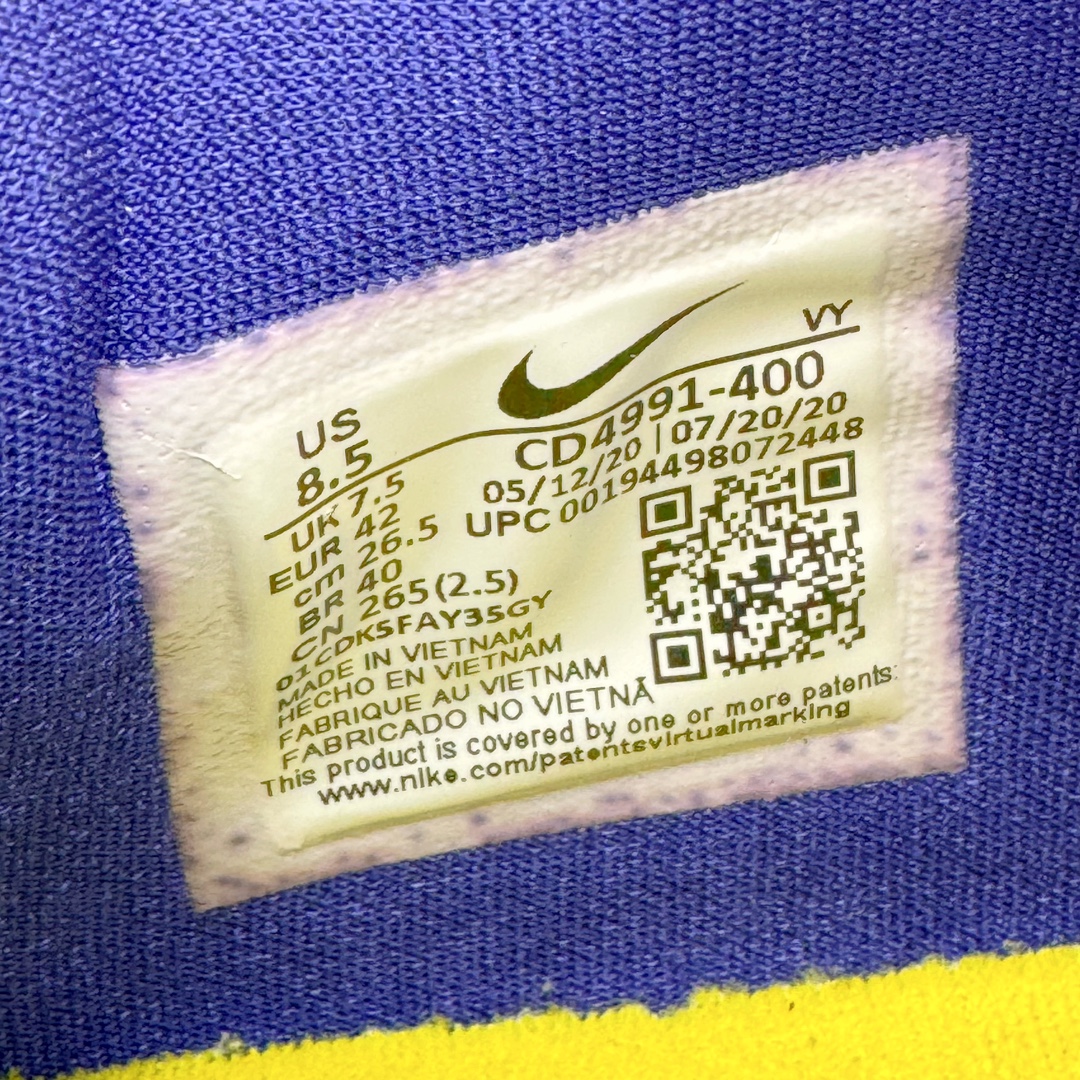 VY
US
8.5
CD4991-400
05/12/20 | 07/20/20
UPC 00194498072448
UK 7.5
EUR 42
cm 26.5
BR 40
CN 265(2.5)
01CDK5FAY35GY
MADE IN VIETNAM
HECHO EN VIETNAM
FABRIQUE AU VIETNAM
FABRICADO NO VIETNÃ
This product is covered by one or more patents:
www.nike.com/patentsvirtualmarking